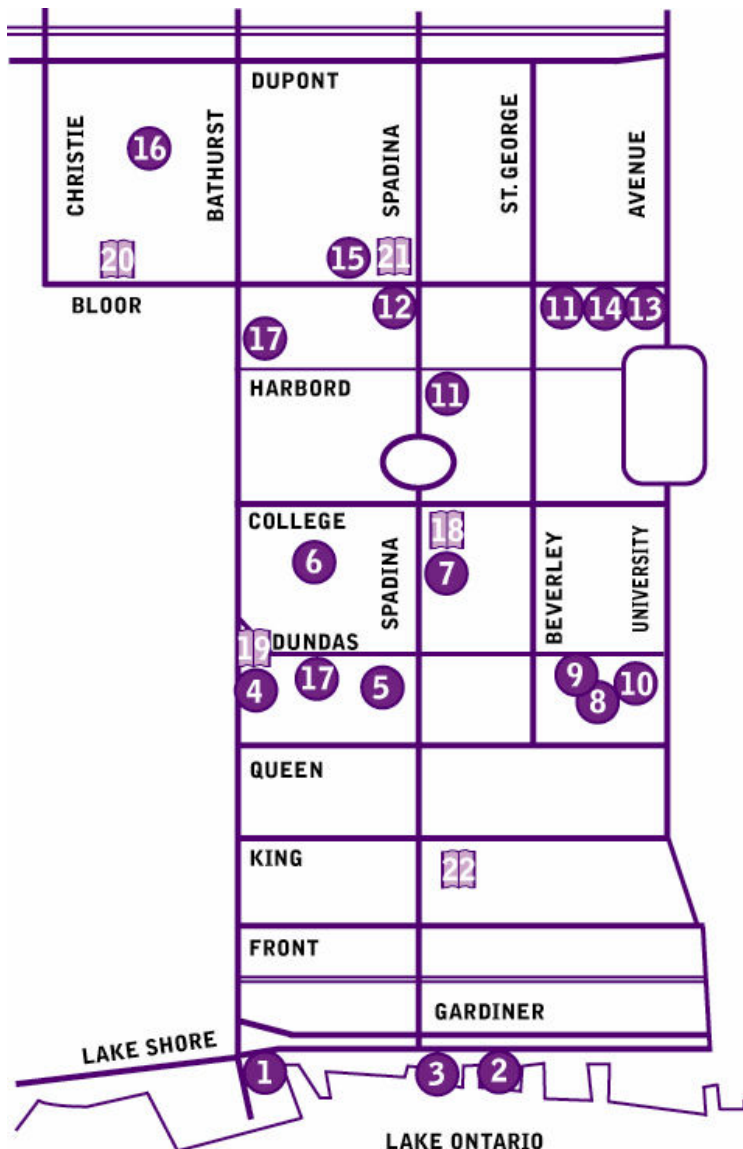 DUPONT
CHRISTIE
BATHURST
SPADINA
ST. GEORGE
AVENUE
16
20
15
21
BLOOR
12
11
14
13
17
HARBORD
11
COLLEGE
18
6
SPADINA
7
BEVERLEY
UNIVERSITY
19
DUNDAS
4
17
5
9
8
10
QUEEN
KING
22
FRONT
GARDINER
LAKE SHORE
1
3
2
LAKE ONTARIO